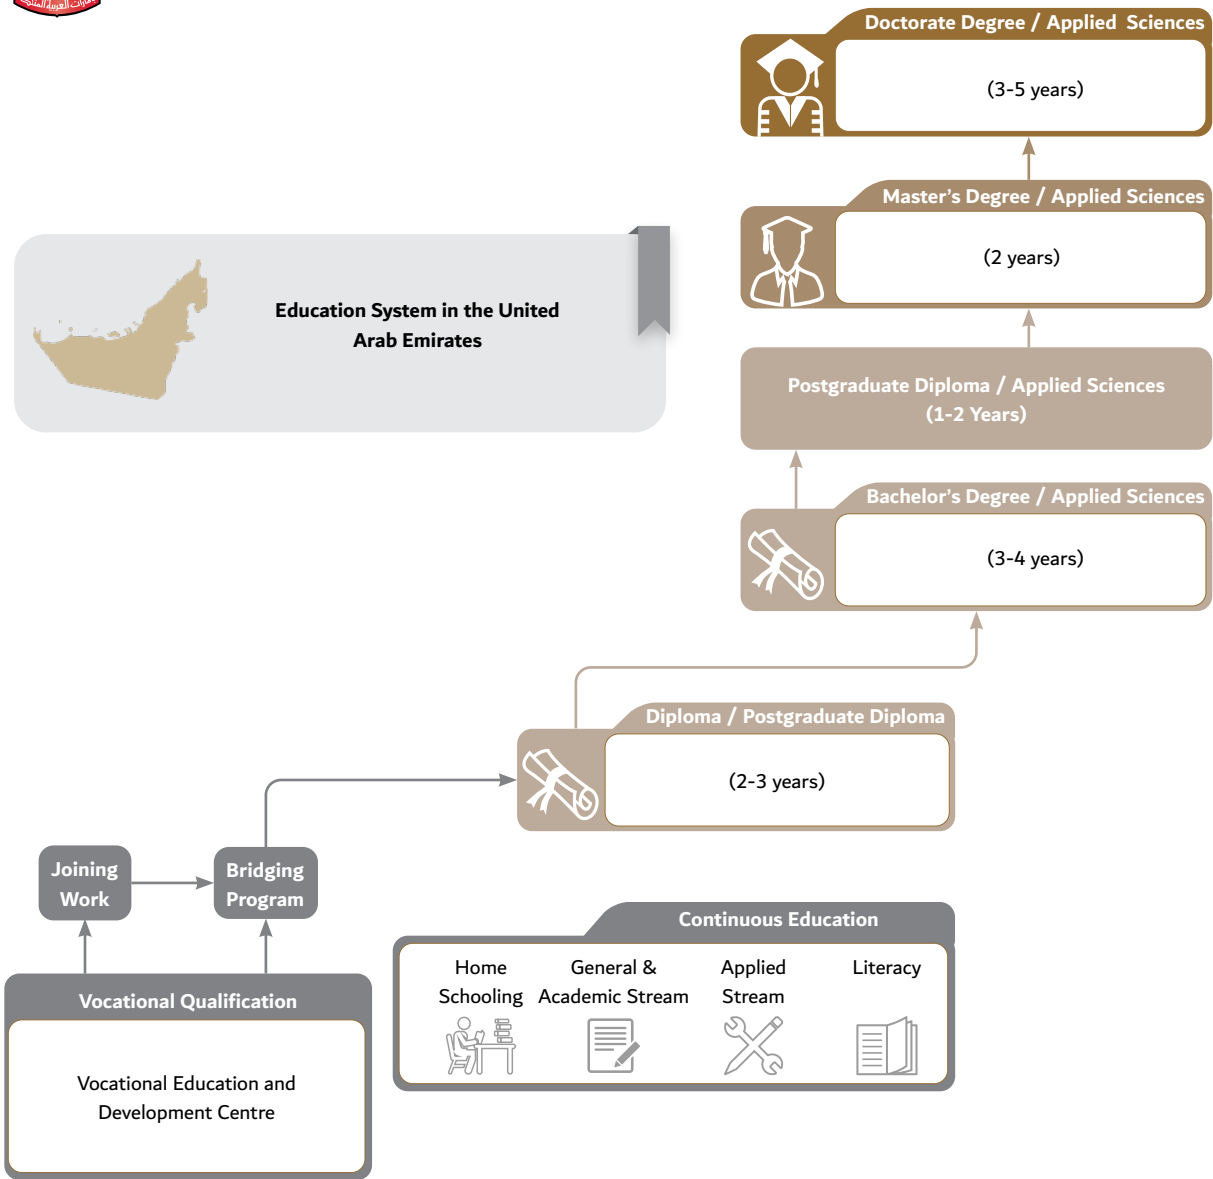 الإمارات العربية المتحدة
Doctorate Degree / Applied Sciences
(3-5 years)
Master's Degree / Applied Sciences
(2 years)
Education System in the United
Arab Emirates
Postgraduate Diploma / Applied Sciences
(1-2 Years)
Bachelor's Degree / Applied Sciences
(3-4 years)
Diploma / Postgraduate Diploma
(2-3 years)
Joining
Work
Bridging
Program
Continuous Education
Home
Schooling
General &
Academic Stream
Applied
Stream
Literacy
Vocational Qualification
Vocational Education and
Development Centre